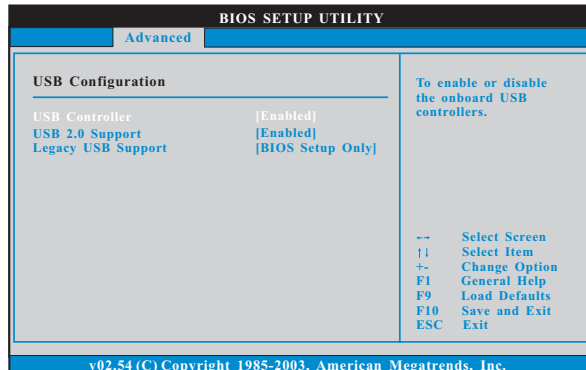 BIOS SETUP UTILITY
Advanced
USB Configuration
USB Controller [Enabled]
USB 2.0 Support [Enabled]
Legacy USB Support [BIOS Setup Only]
To enable or disable
the onboard USB
controllers.
←→ Select Screen
↑↓ Select Item
+- Change Option
F1 General Help
F9 Load Defaults
F10 Save and Exit
ESC Exit
v02.54 (C) Copyright 1985-2003, American Megatrends, Inc.